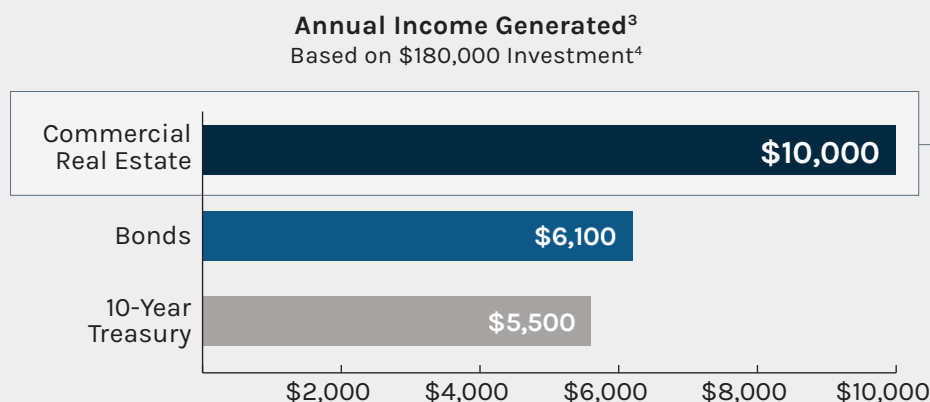 Annual Income Generated³
Based on $180,000 Investment⁴
Commercial
Real Estate
$10,000
Bonds
$6,100
10-Year
Treasury
$5,500
$2,000 $4,000 $6,000 $8,000 $10,000